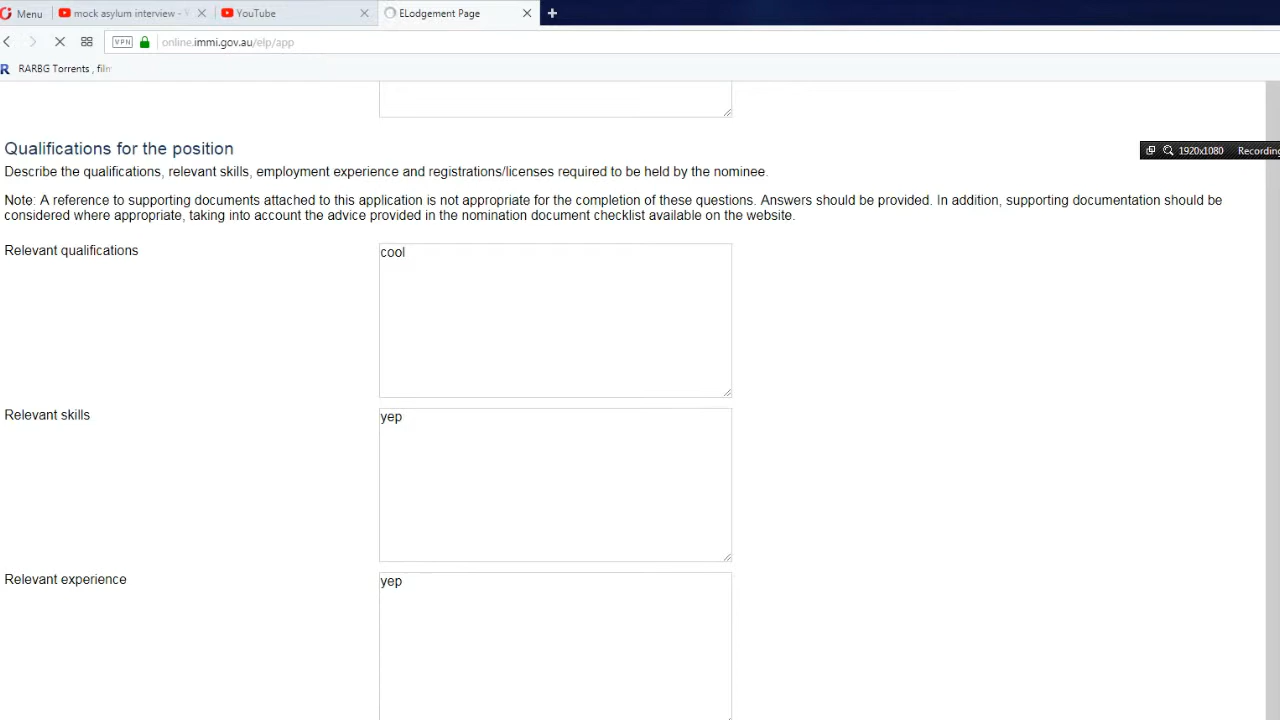 Menu mock asylum interview - YouTube ELodgement Page
VPN online.immi.gov.au/elp/app
R RARBG Torrents , film
Qualifications for the position
Describe the qualifications, relevant skills, employment experience and registrations/licenses required to be held by the nominee.
1920x1080 Recording
Note: A reference to supporting documents attached to this application is not appropriate for the completion of these questions. Answers should be provided. In addition, supporting documentation should be
considered where appropriate, taking into account the advice provided in the nomination document checklist available on the website.
Relevant qualifications cool
Relevant skills yep
Relevant experience yep